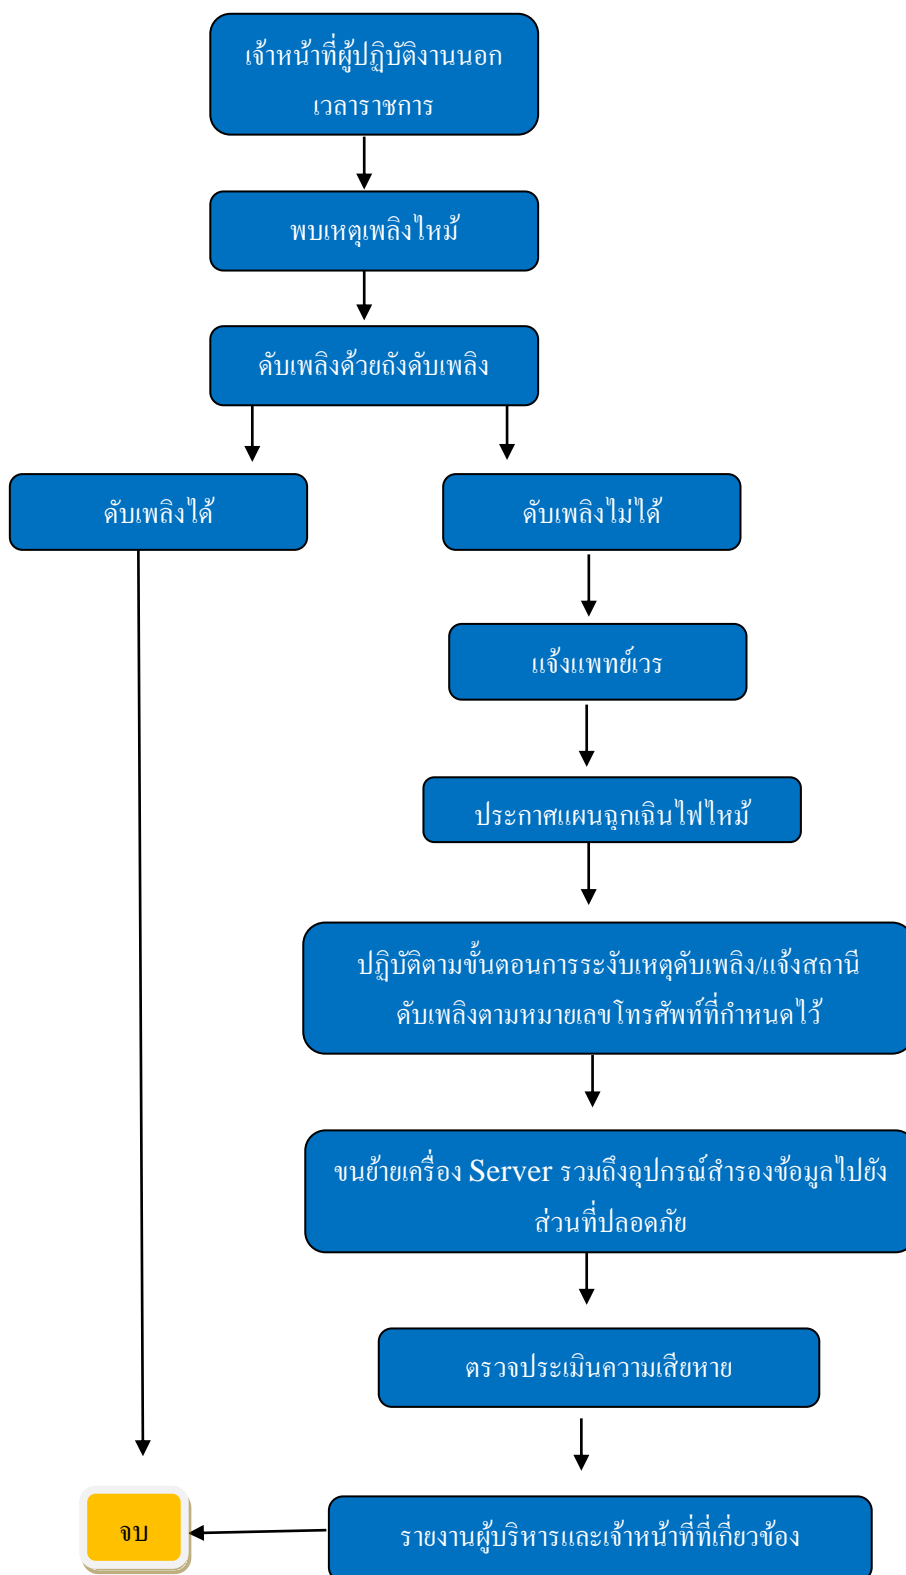 เจ้าหน้าที่ผู้ปฏิบัติงานนอก
เวลาราชการ
พบเหตุเพลิงไหม้
ดับเพลิงด้วยถังดับเพลิง
ดับเพลิงได้
ดับเพลิงไม่ได้
แจ้งแพทย์เวร
ประกาศแผนฉุกเฉินไฟไหม้
ปฏิบัติตามขั้นตอนการระงับเหตุดับเพลิง/แจ้งสถานี
ดับเพลิงตามหมายเลขโทรศัพท์ที่กำหนดไว้
ขนย้ายเครื่อง Server รวมถึงอุปกรณ์สำรองข้อมูลไปยัง
ส่วนที่ปลอดภัย
ตรวจประเมินความเสียหาย
จบ
รายงานผู้บริหารและเจ้าหน้าที่ที่เกี่ยวข้อง